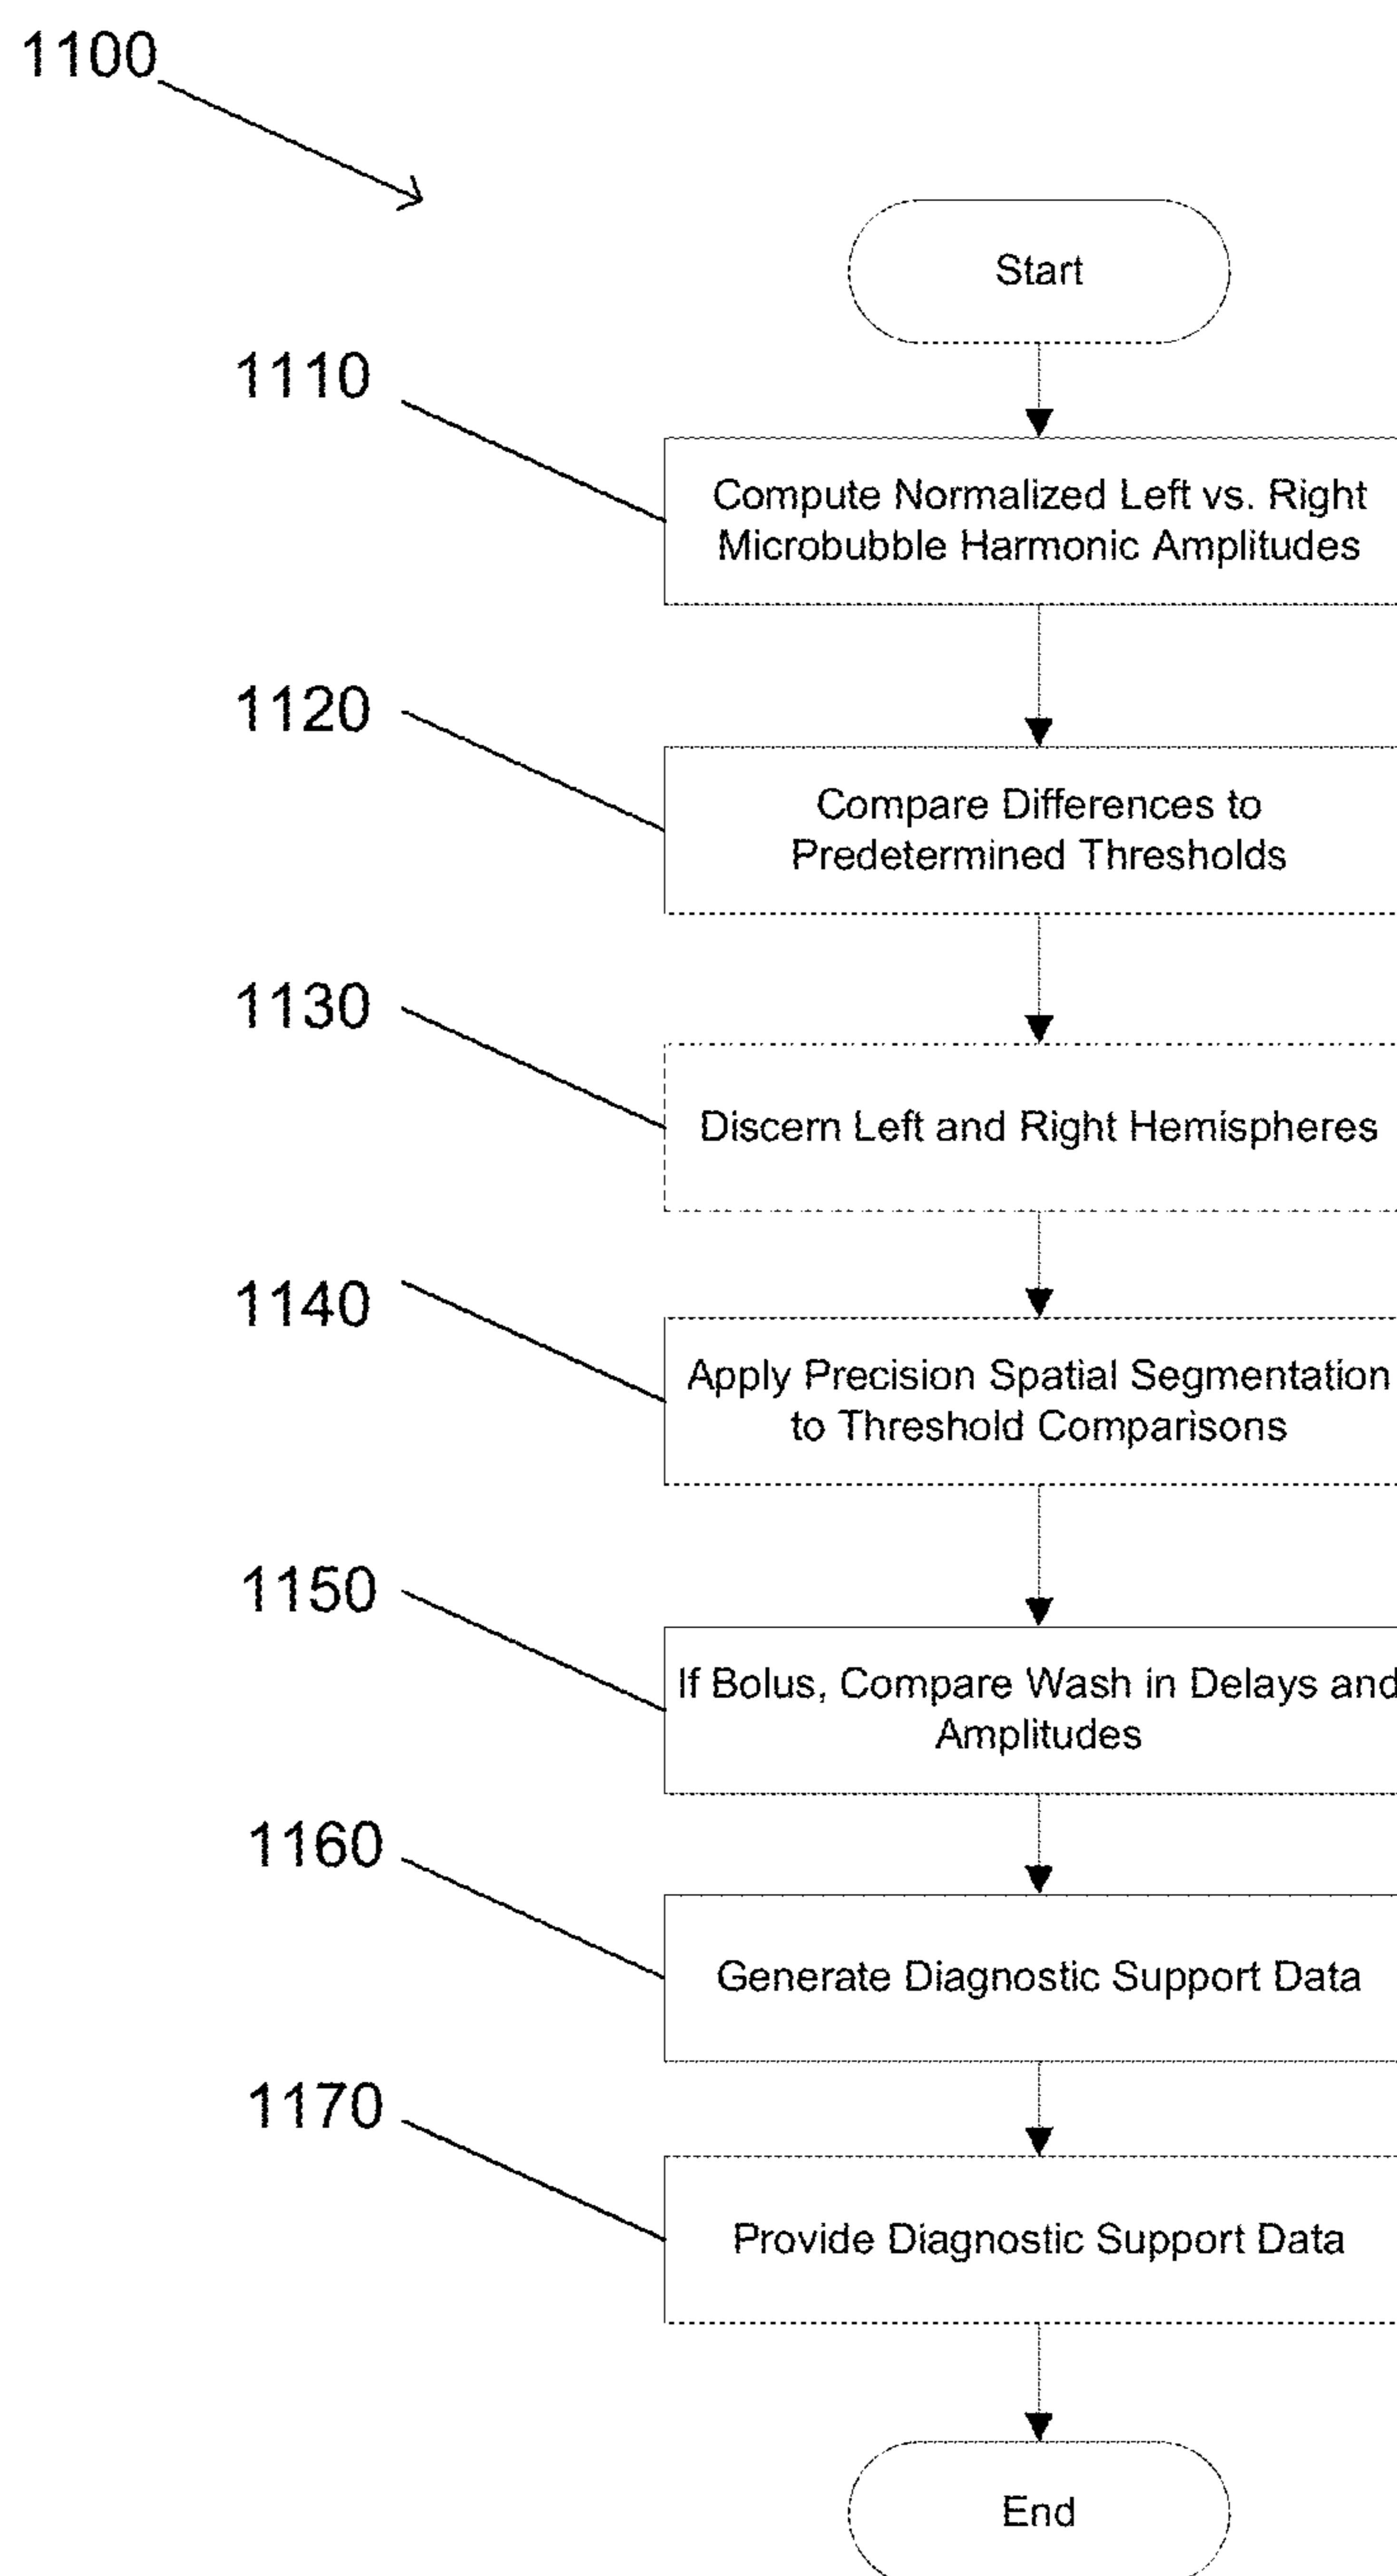 1100
Start
1110
Compute Normalized Left vs. Right
Microbubble Harmonic Amplitudes
1120
Compare Differences to
Predetermined Thresholds
1130
Discern Left and Right Hemispheres
1140
Apply Precision Spatial Segmentation
to Threshold Comparisons
1150
If Bolus, Compare Wash in Delays and
Amplitudes
1160
Generate Diagnostic Support Data
1170
Provide Diagnostic Support Data
End